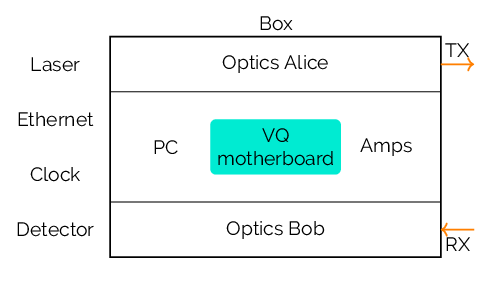 Box
Laser
Optics Alice
TX
Ethernet
PC
VQ
motherboard
Amps
Clock
Detector
Optics Bob
RX